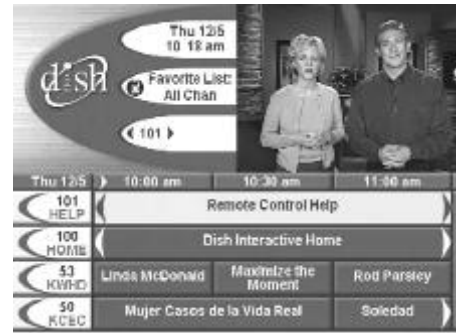 dish
Thu 12/5
10 18 am
Favorite List:
All Chan
101
Thu 12/5 10:00 am 10:30 am 11:00 am
101
HELP
Remote Control Help
100
HOME
Dish Interactive Home
53
KWHD
Linda McDonald
Maximize the
Moment
Rod Parsley
50
KCEC
Mujer Casos de la Vida Real
Soledad